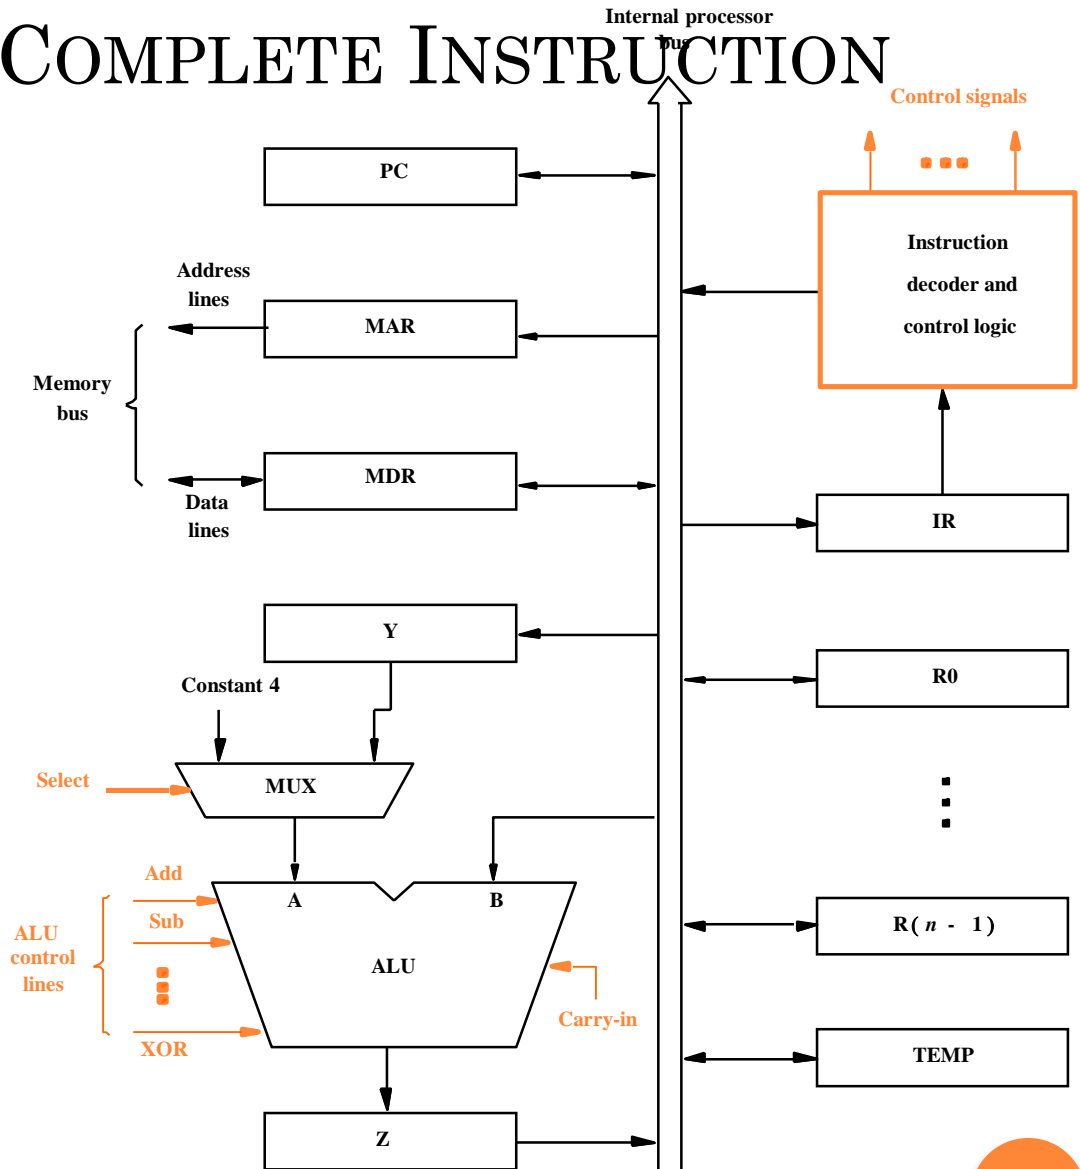 Internal processor
bus
COMPLETE INSTRUCTION
Control signals
PC
Instruction
decoder and
control logic
Address
lines
MAR
Memory
bus
MDR
Data
lines
IR
Y
Constant 4
R0
Select
MUX
Add
A
B
Sub
R( n - 1 )
ALU
control
lines
ALU
Carry-in
XOR
TEMP
Z